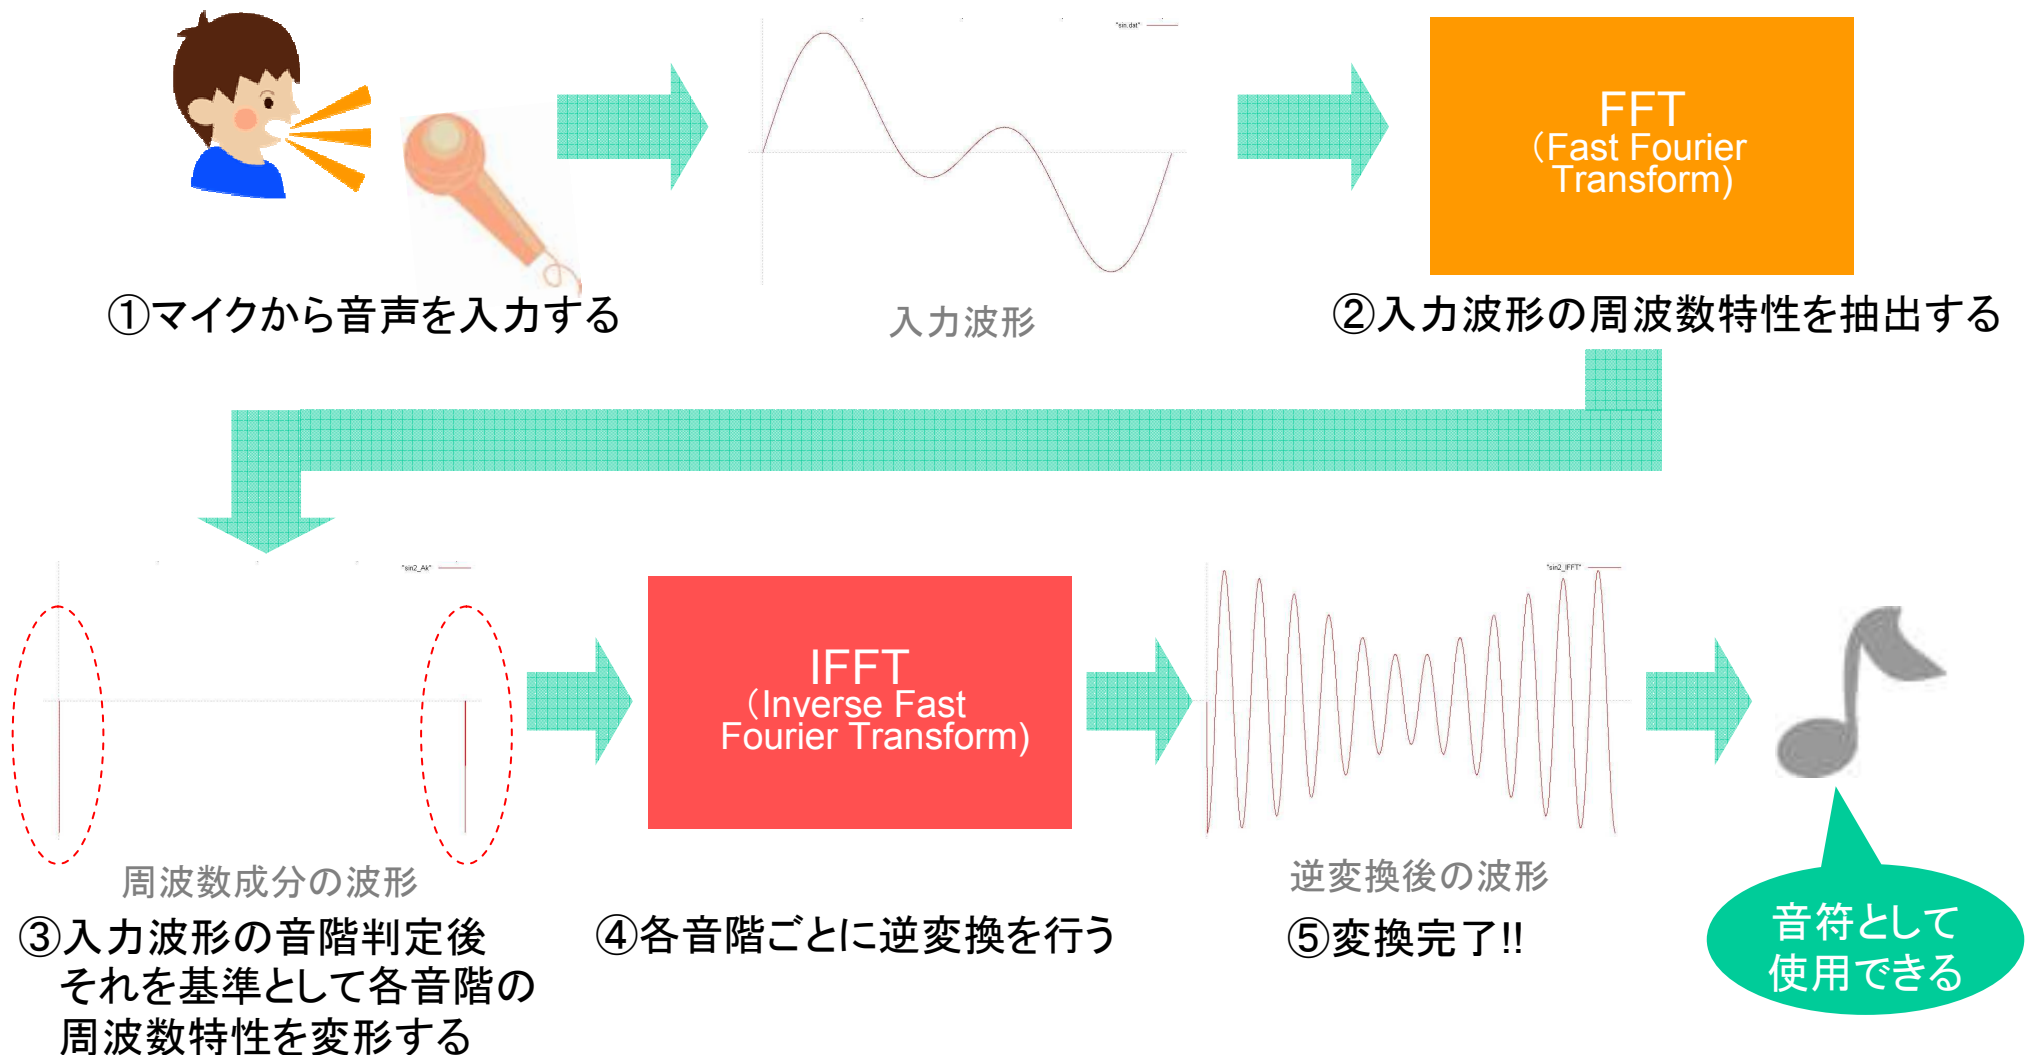 "sin.dat"
FFT
(Fast Fourier
Transform)
①マイクから音声を入力する
入力波形
②入力波形の周波数特性を抽出する
"sin2_Ak"
IFFT
(Inverse Fast
Fourier Transform)
"sin2_IFFT"
周波数成分の波形
逆変換後の波形
③入力波形の音階判定後
それを基準として各音階の
周波数特性を変形する
④各音階ごとに逆変換を行う
⑤変換完了!!
音符として
使用できる